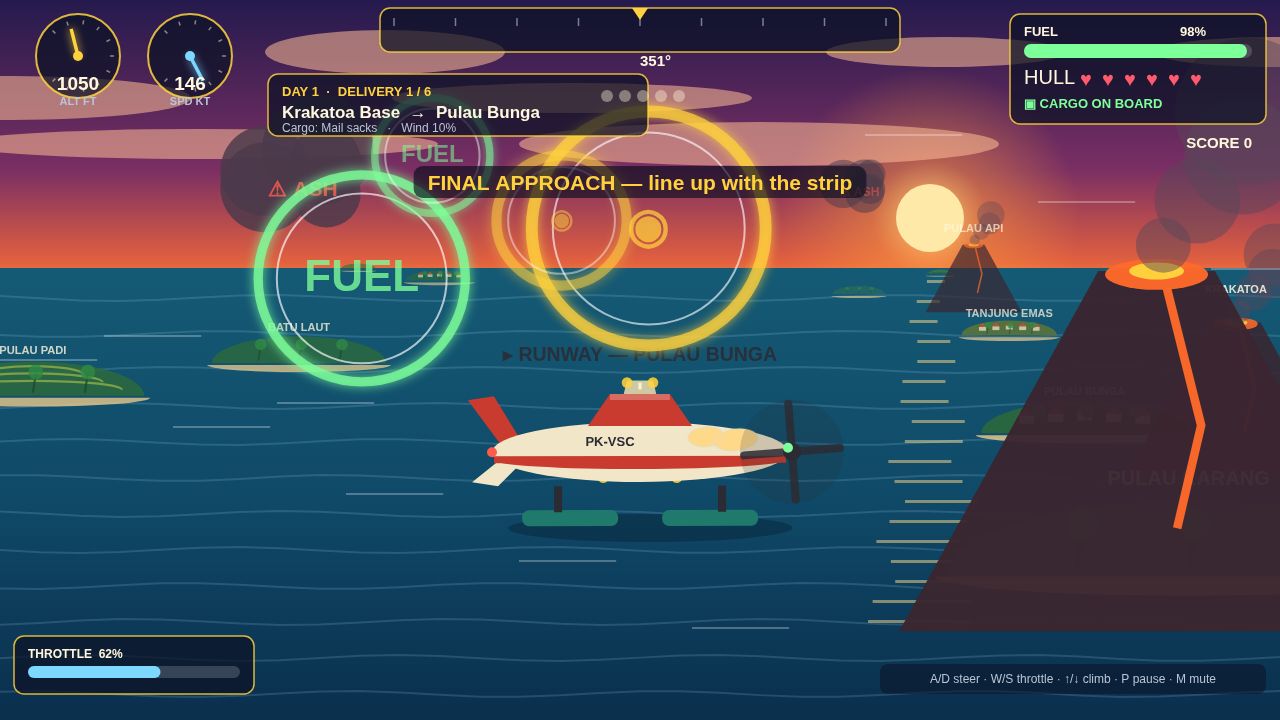 1050
ALT FT
146
SPD KT
351°
FUEL 98%
HULL
▣ CARGO ON BOARD
SCORE 0
DAY 1 · DELIVERY 1 / 6
Krakatoa Base → Pulau Bunga
Cargo: Mail sacks · Wind 10%
FUEL
FINAL APPROACH — line up with the strip
⚠ ASH
ASH
PULAU API
FUEL
KRAKATOA
TANJUNG EMAS
BATU LAUT
PULAU PADI
▸ RUNWAY — PULAU BUNGA
PULAU BUNGA
PK-VSC
PULAU KARANG
THROTTLE 62%
A/D steer · W/S throttle · ↑/↓ climb · P pause · M mute